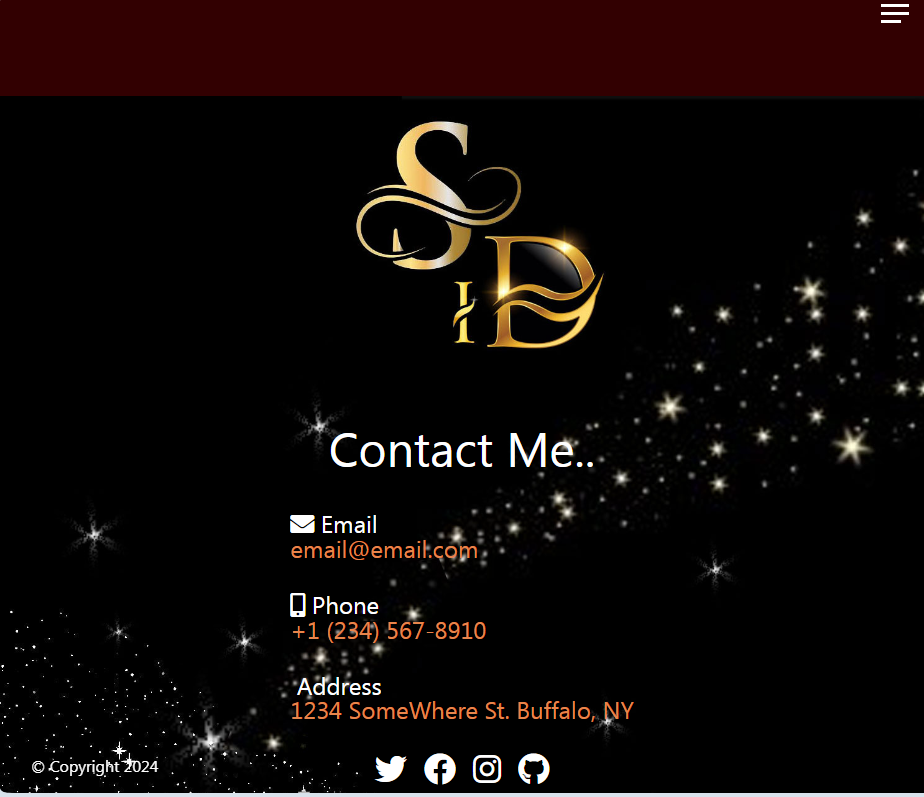 S
ID
Contact Me..
Email
email@email.com
Phone
+1 (234) 567-8910
Address
1234 SomeWhere St. Buffalo, NY
© Copyright 2024